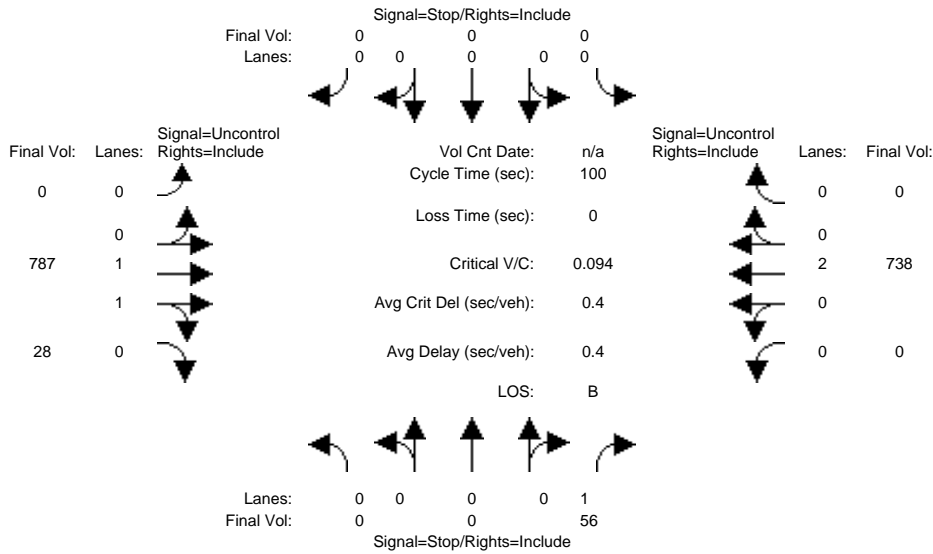 Signal=Stop/Rights=Include
Final Vol: 0 0 0
Lanes: 0 0 0 0 0
Signal=Uncontrol Signal=Uncontrol
Final Vol: Lanes: Rights=Include Vol Cnt Date: n/a Rights=Include Lanes: Final Vol:
Cycle Time (sec): 100
0 0 0 0
Loss Time (sec): 0
0 0
787 1 Critical V/C: 0.094 2 738
1 Avg Crit Del (sec/veh): 0.4 0
28 0 Avg Delay (sec/veh): 0.4 0 0
LOS: B
Lanes: 0 0 0 0 1
Final Vol: 0 0 56
Signal=Stop/Rights=Include